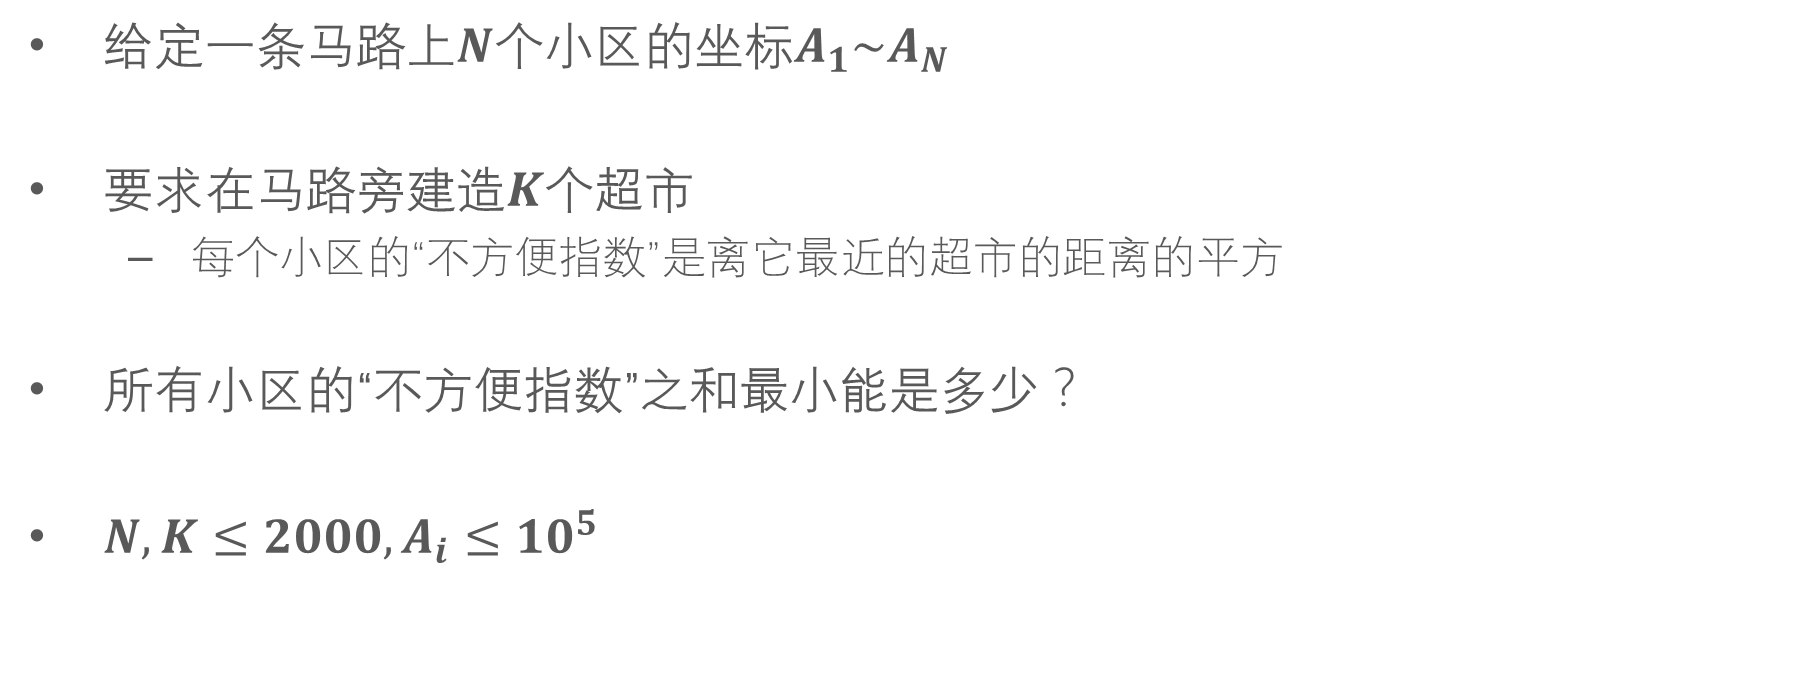 • 给定一条马路上N个小区的坐标A₁~A_N
• 要求在马路旁建造K个超市
– 每个小区的“不方便指数”是离它最近的超市的距离的平方
• 所有小区的“不方便指数”之和最小能是多少？
• N, K ≤ 2000, Aᵢ ≤ 10⁵